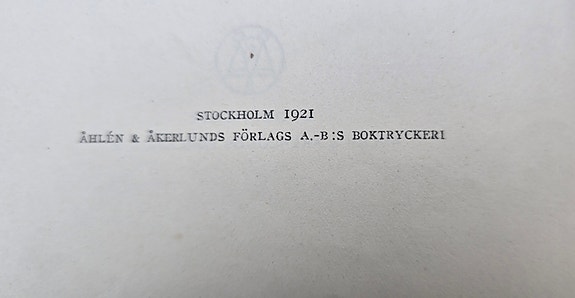 STOCKHOLM 1921
ÅHLÉN & ÅKERLUNDS FÖRLAGS A.-B:S BOKTRYCKERI